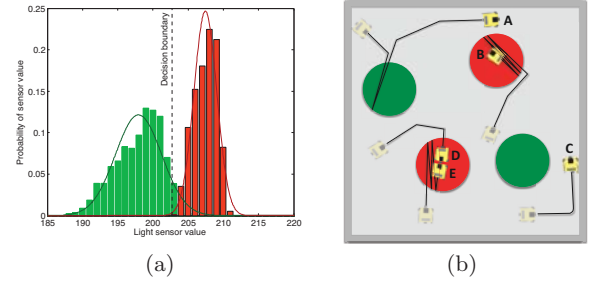 0.25
0.2
0.15
0.1
0.05
0
Probability of sensor value
Decision boundary
185 190 195 200 205 210 215 220
Light sensor value
(a)
A
B
C
D
E
(b)